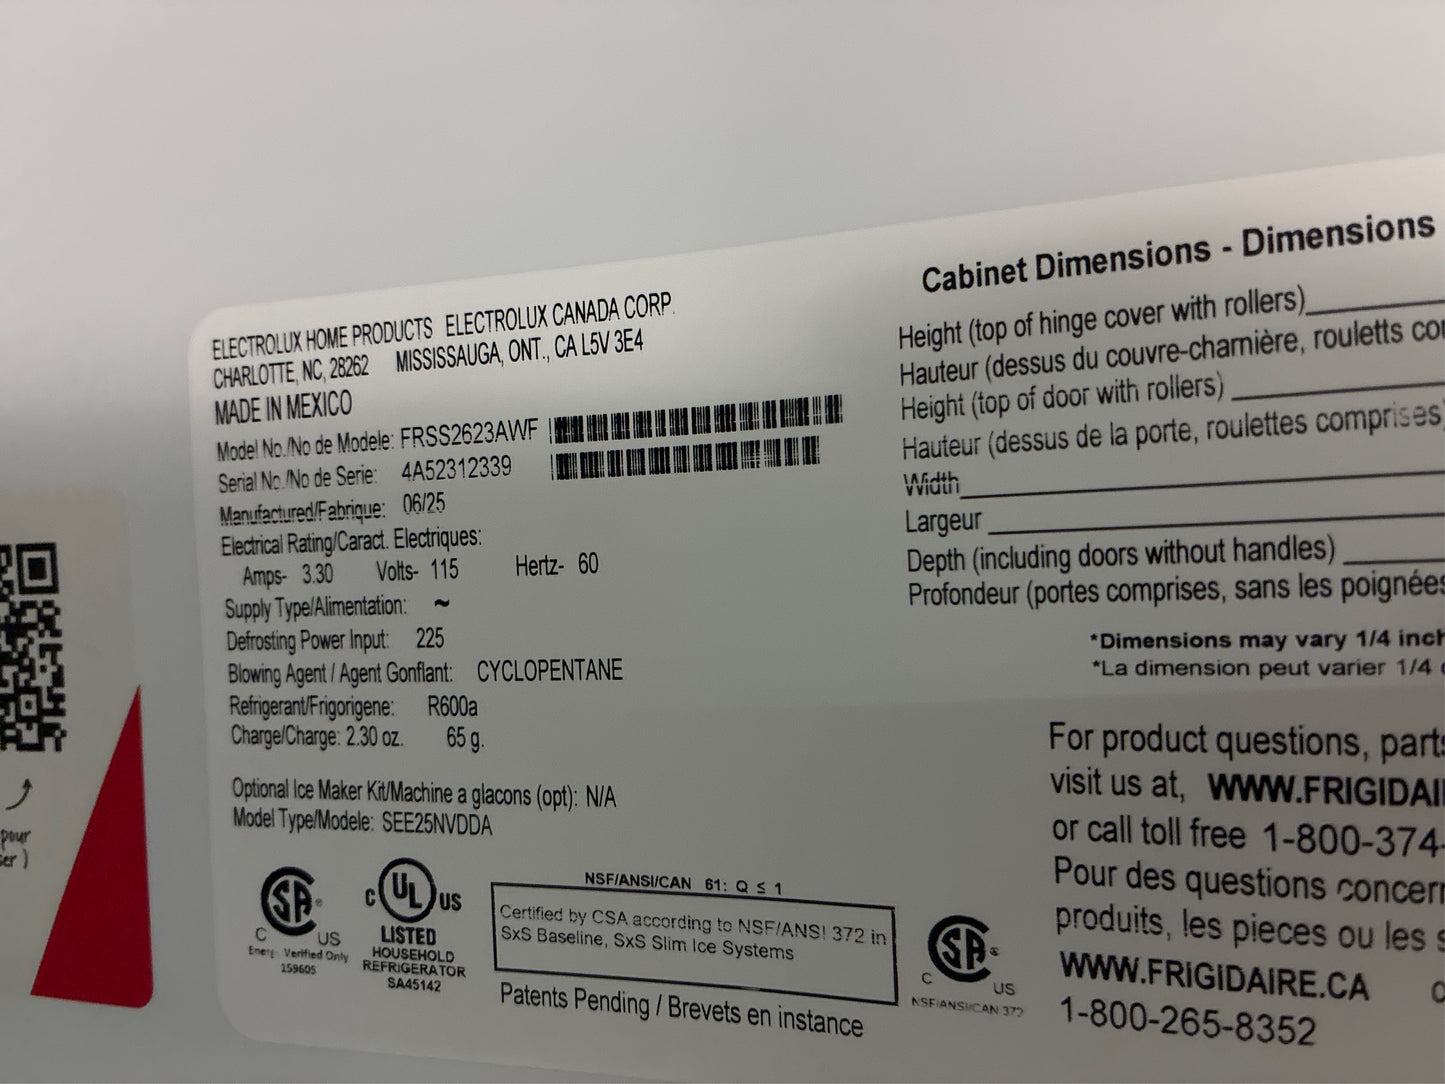 ELECTROLUX HOME PRODUCTS ELECTROLUX CANADA CORP.
CHARLOTTE, NC, 28262 MISSISSAUGA, ONT., CA L5V 3E4
MADE IN MEXICO
Model No./No de Modele: FRSS2623AWF
Serial No./No de Serie: 4A52312339
Manufactured/Fabrique: 06/25
Electrical Rating/Caract. Electriques:
Amps- 3.30 Volts- 115 Hertz- 60
Supply Type/Alimentation: ~
Defrosting Power Input: 225
Blowing Agent / Agent Gonflant: CYCLOPENTANE
Refrigerant/Frigorigene: R600a
Charge/Charge: 2.30 oz. 65 g.
Optional Ice Maker Kit/Machine a glacons (opt): N/A
Model Type/Modele: SEE25NVDDA
SA
C US
Energy Verified Only
159605
C UL US
LISTED
HOUSEHOLD
REFRIGERATOR
SA45142
NSF/ANSI/CAN 61: Q ≤ 1
Certified by CSA according to NSF/ANSI 372 in
SxS Baseline, SxS Slim Ice Systems
SA
C US
NSF/ANSI/CAN 372
Patents Pending / Brevets en instance
Cabinet Dimensions - Dimensions
Height (top of hinge cover with rollers)
Hauteur (dessus du couvre-charnière, rouletts co
Height (top of door with rollers)
Hauteur (dessus de la porte, roulettes comprises)
Width
Largeur
Depth (including doors without handles)
Profondeur (portes comprises, sans les poignées
*Dimensions may vary 1/4 inch
*La dimension peut varier 1/4
For product questions, parts
visit us at, WWW.FRIGIDAI
or call toll free 1-800-374-
Pour des questions concern
produits, les pieces ou les s
WWW.FRIGIDAIRE.CA
1-800-265-8352
pour
ser )